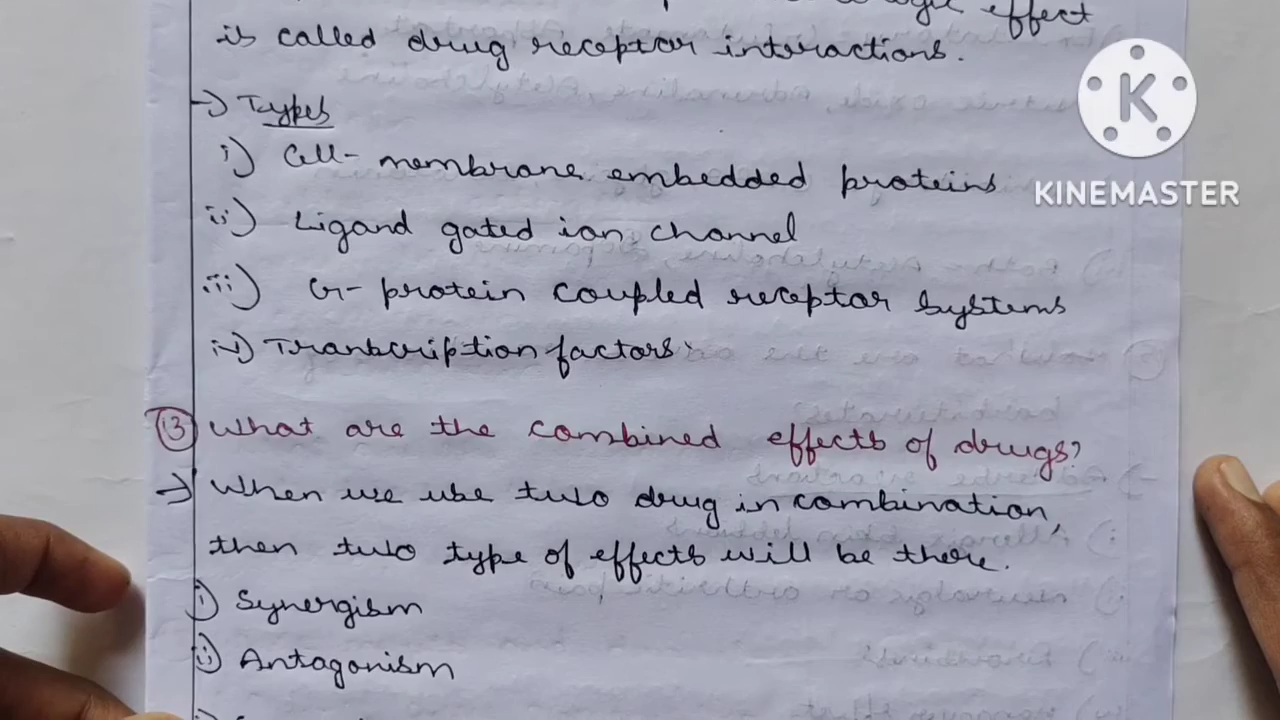 effect
is called drug receptor interactions.
→ Types
i) Cell-membrane embedded proteins
ii) Ligand gated ion channel
iii) G-protein coupled receptor systems
iv) Transcription factors
13 What are the combined effects of drugs?
→ When we use two drug in combination,
then two type of effects will be there.
i) Synergism
ii) Antagonism
K
KINEMASTER